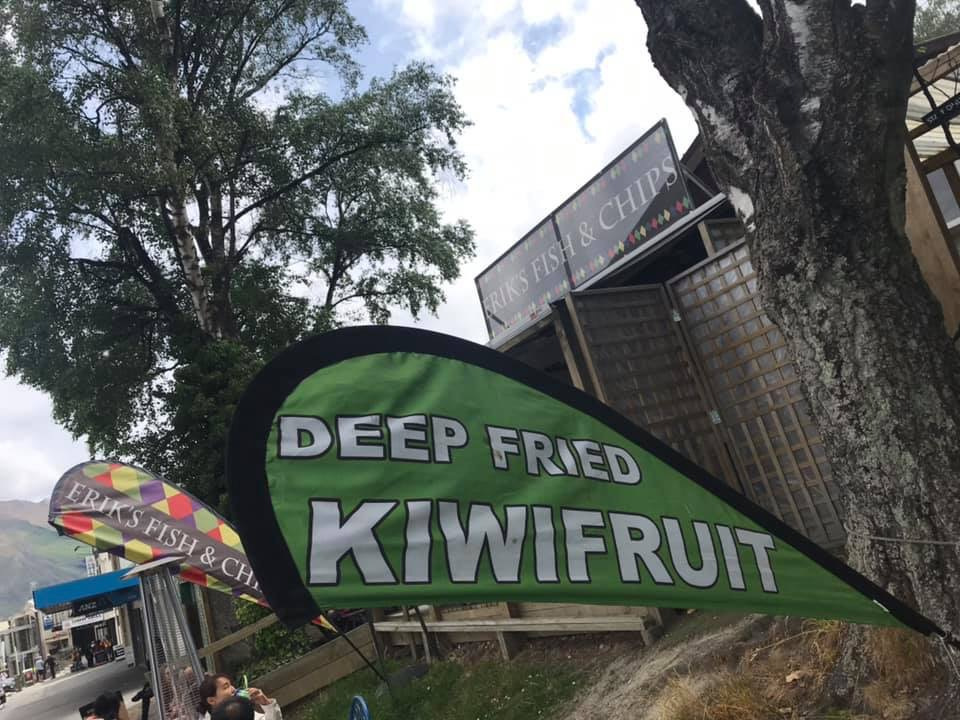 ERIK'S FISH & CHIPS
DEEP FRIED
KIWIFRUIT
ERIK'S FISH & CHI
ANZ